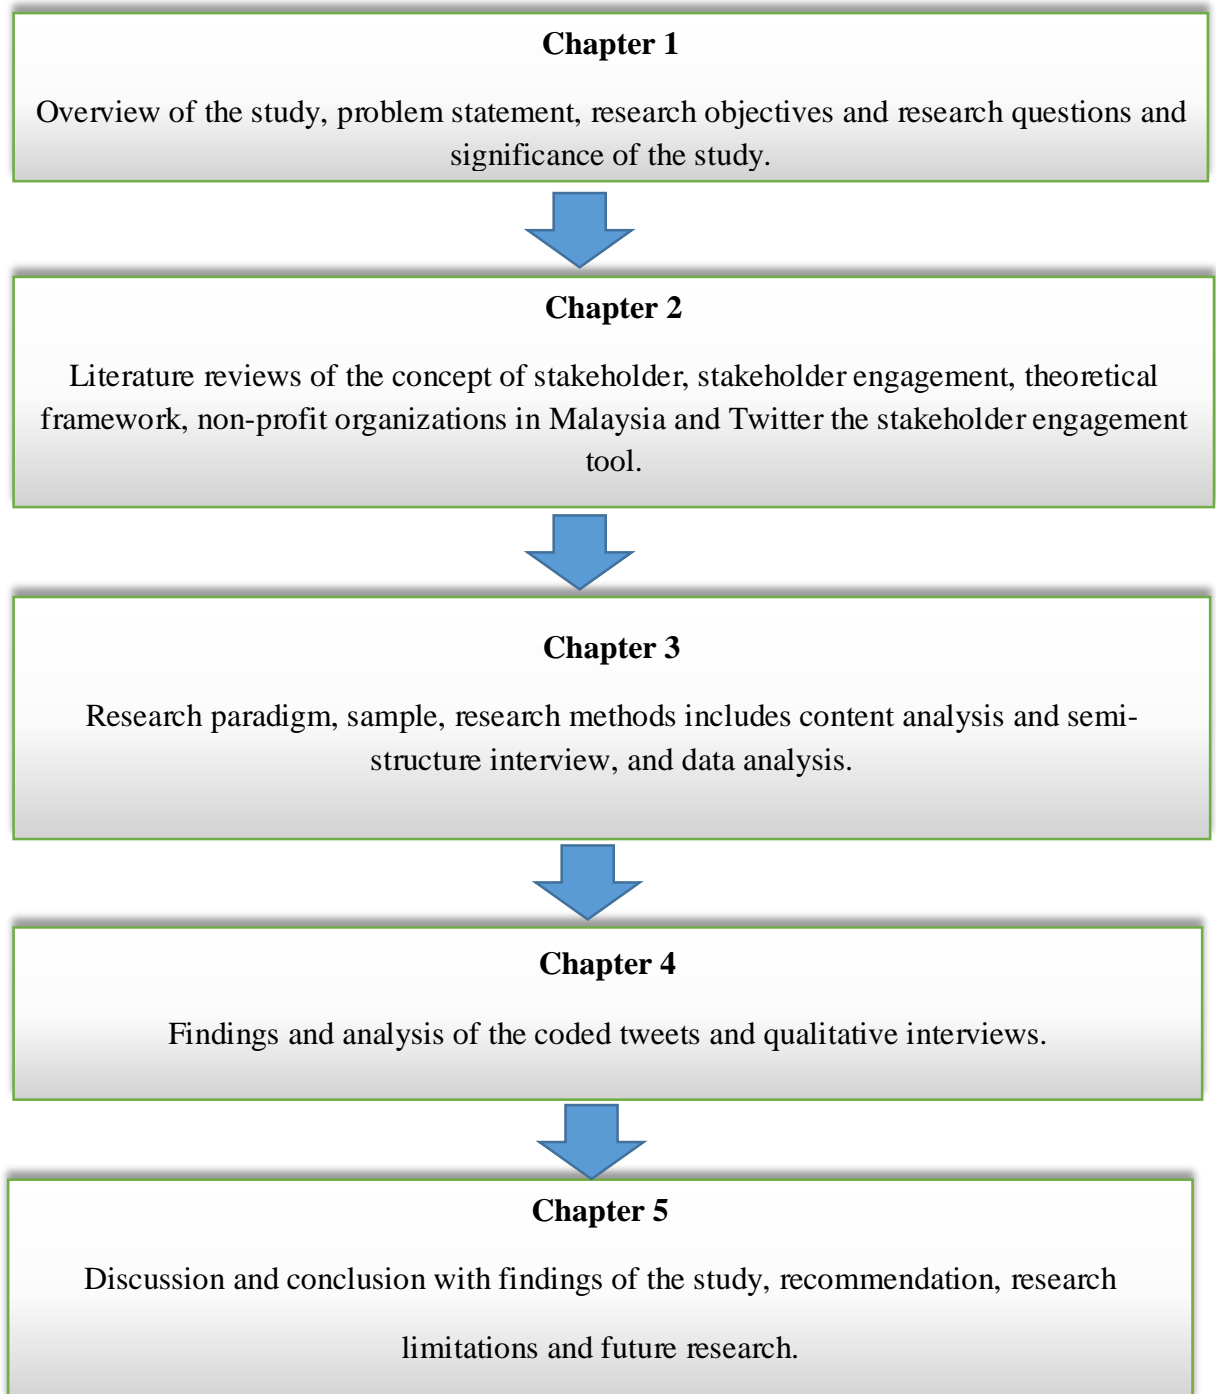 Chapter 1
Overview of the study, problem statement, research objectives and research questions and
significance of the study.
Chapter 2
Literature reviews of the concept of stakeholder, stakeholder engagement, theoretical
framework, non-profit organizations in Malaysia and Twitter the stakeholder engagement
tool.
Chapter 3
Research paradigm, sample, research methods includes content analysis and semi-
structure interview, and data analysis.
Chapter 4
Findings and analysis of the coded tweets and qualitative interviews.
Chapter 5
Discussion and conclusion with findings of the study, recommendation, research
limitations and future research.